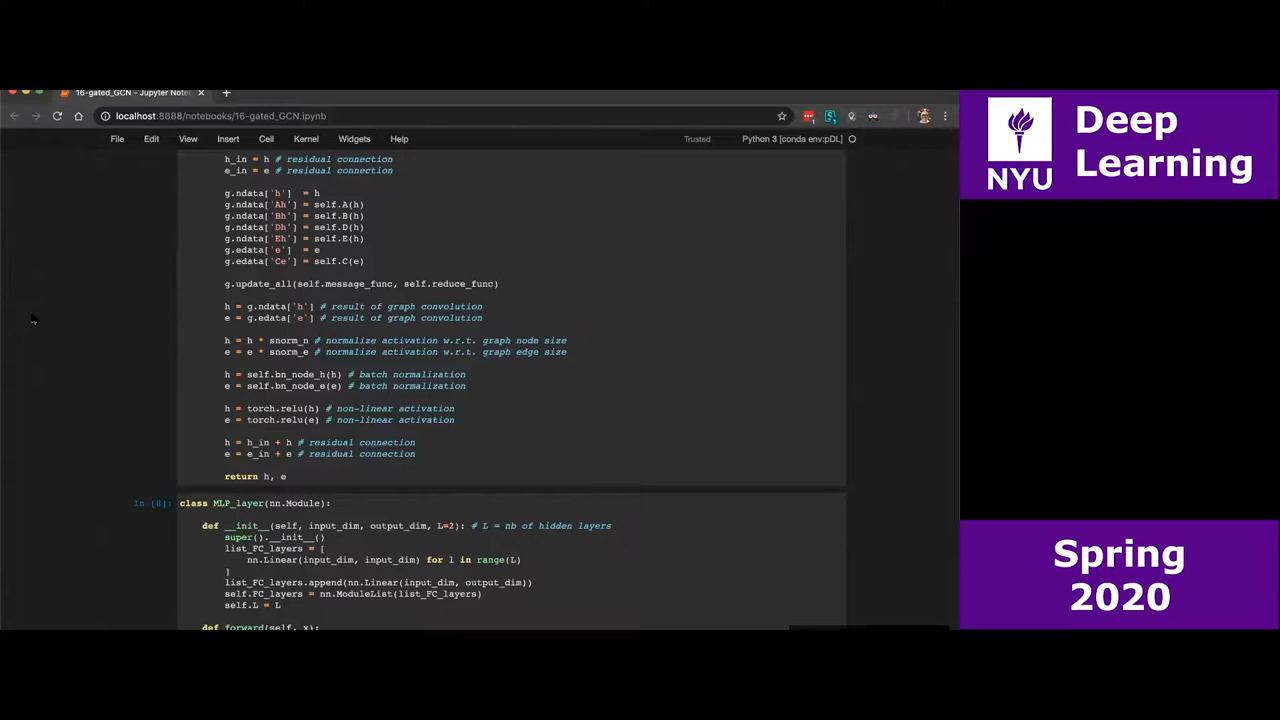 16-gated_GCN - Jupyter Noteb
localhost:8888/notebooks/16-gated_GCN.ipynb
File Edit View Insert Cell Kernel Widgets Help Trusted Python 3 [conda env:pDL]
h_in = h # residual connection
e_in = e # residual connection
g.ndata['h'] = h
g.ndata['Ah'] = self.A(h)
g.ndata['Bh'] = self.B(h)
g.ndata['Dh'] = self.D(h)
g.ndata['Eh'] = self.E(h)
g.edata['e'] = e
g.edata['Ce'] = self.C(e)
g.update_all(self.message_func, self.reduce_func)
h = g.ndata['h'] # result of graph convolution
e = g.edata['e'] # result of graph convolution
h = h * snorm_n # normalize activation w.r.t. graph node size
e = e * snorm_e # normalize activation w.r.t. graph edge size
h = self.bn_node_h(h) # batch normalization
e = self.bn_node_e(e) # batch normalization
h = torch.relu(h) # non-linear activation
e = torch.relu(e) # non-linear activation
h = h_in + h # residual connection
e = e_in + e # residual connection
return h, e
In [8]: class MLP_layer(nn.Module):
def __init__(self, input_dim, output_dim, L=2): # L = nb of hidden layers
super().__init__()
list_FC_layers = [
nn.Linear(input_dim, input_dim) for l in range(L)
]
list_FC_layers.append(nn.Linear(input_dim, output_dim))
self.FC_layers = nn.ModuleList(list_FC_layers)
self.L = L
def forward(self, x):
NYU
Deep
Learning
Spring
2020